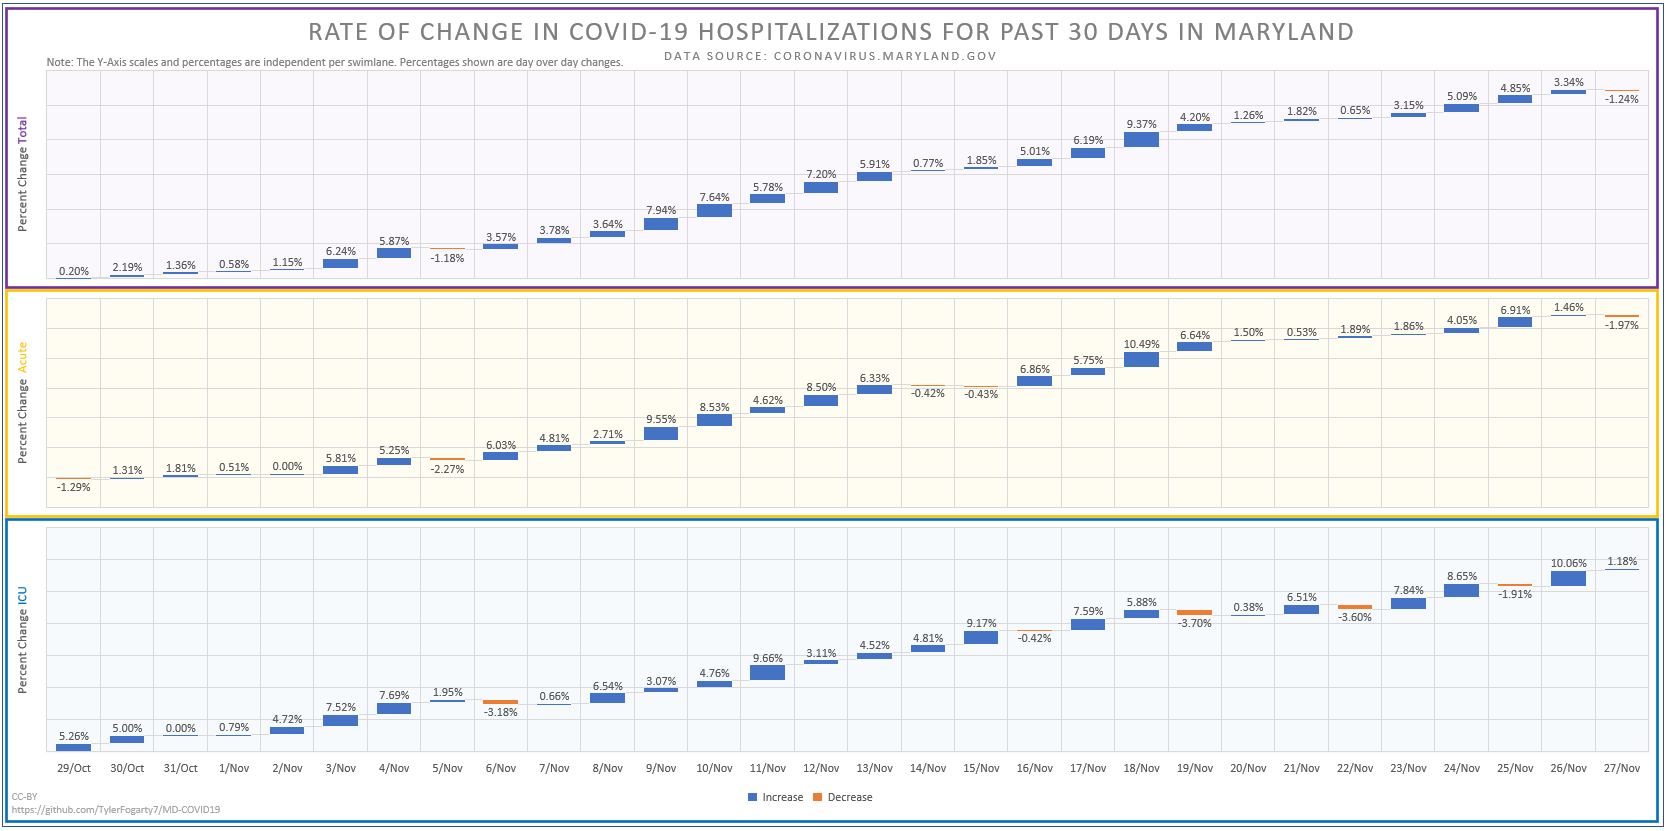 RATE OF CHANGE IN COVID-19 HOSPITALIZATIONS FOR PAST 30 DAYS IN MARYLAND
DATA SOURCE: CORONAVIRUS.MARYLAND.GOV
Note: The Y-Axis scales and percentages are independent per swimlane. Percentages shown are day over day changes.
Percent Change Total
0.20% 2.19% 1.36% 0.58% 1.15% 6.24% 5.87% -1.18% 3.57% 3.78% 3.64% 7.94% 7.64% 5.78% 7.20% 5.91% 0.77% 1.85% 5.01% 6.19% 9.37% 4.20% 1.26% 1.82% 0.65% 3.15% 5.09% 4.85% 3.34% -1.24%
Percent Change Acute
-1.29% 1.31% 1.81% 0.51% 0.00% 5.81% 5.25% -2.27% 6.03% 4.81% 2.71% 9.55% 8.53% 4.62% 8.50% 6.33% -0.42% -0.43% 6.86% 5.75% 10.49% 6.64% 1.50% 0.53% 1.89% 1.86% 4.05% 6.91% 1.46% -1.97%
Percent Change ICU
5.26% 5.00% 0.00% 0.79% 4.72% 7.52% 7.69% 1.95% -3.18% 0.66% 6.54% 3.07% 4.76% 9.66% 3.11% 4.52% 4.81% 9.17% -0.42% 7.59% 5.88% -3.70% 0.38% 6.51% -3.60% 7.84% 8.65% -1.91% 10.06% 1.18%
29/Oct 30/Oct 31/Oct 1/Nov 2/Nov 3/Nov 4/Nov 5/Nov 6/Nov 7/Nov 8/Nov 9/Nov 10/Nov 11/Nov 12/Nov 13/Nov 14/Nov 15/Nov 16/Nov 17/Nov 18/Nov 19/Nov 20/Nov 21/Nov 22/Nov 23/Nov 24/Nov 25/Nov 26/Nov 27/Nov
Increase Decrease
CC-BY
https://github.com/TylerFogarty7/MD-COVID19